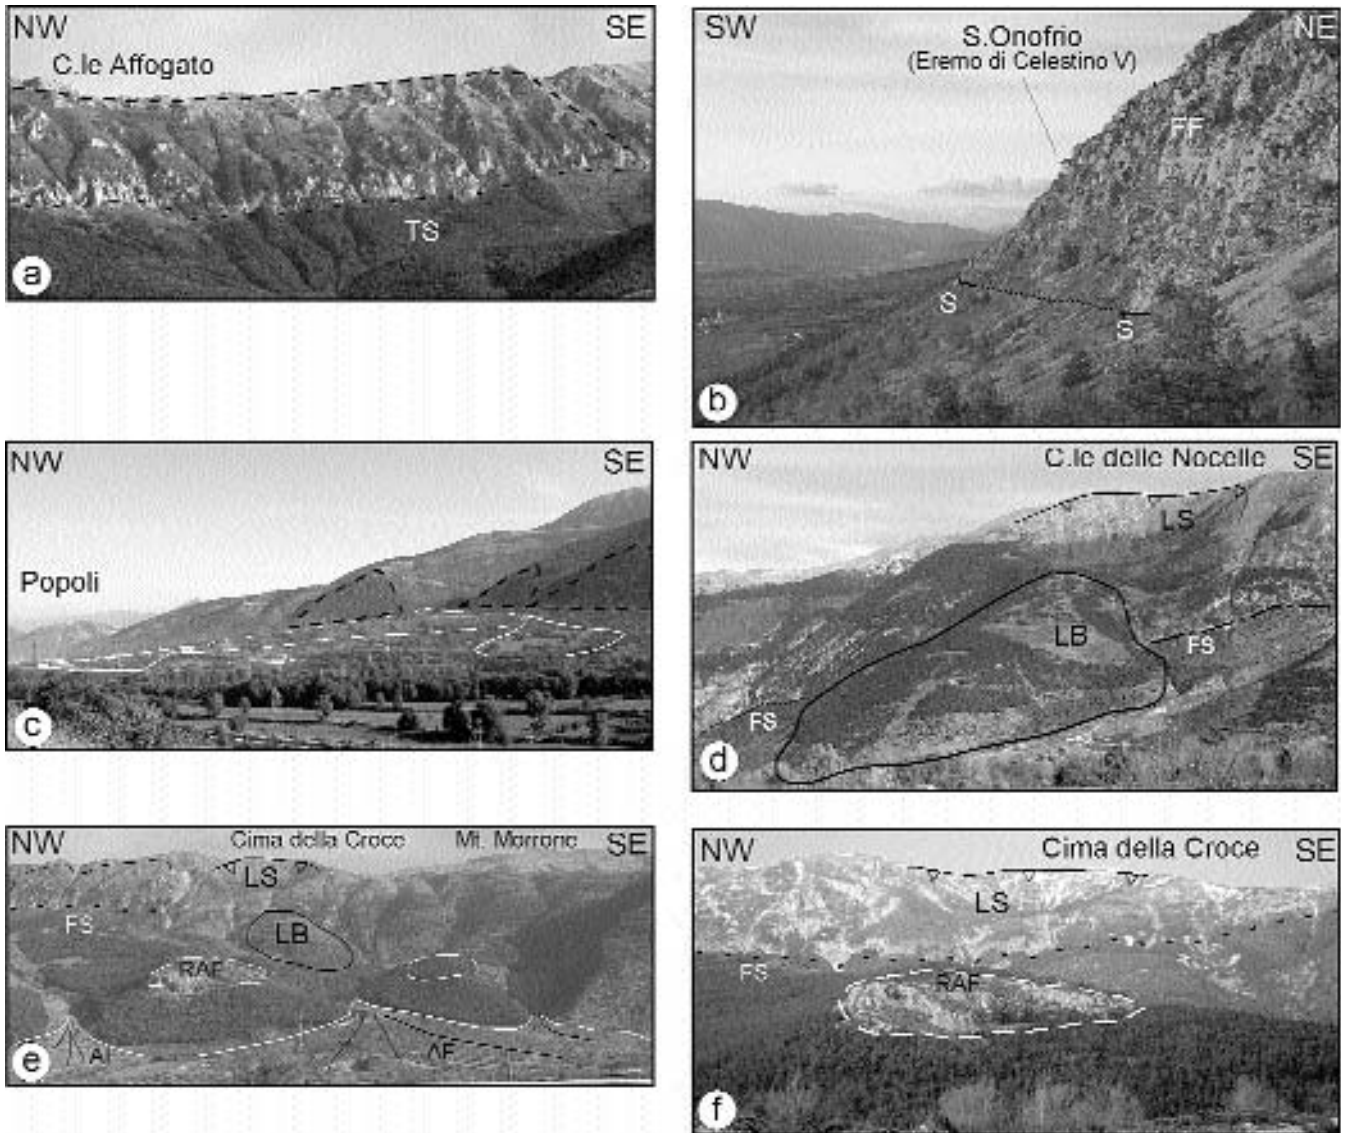 NW SE
C.le Affogato
TS
a
SW NE
S.Onofrio
(Eremo di Celestino V)
FF
S
S
b
NW SE
Popoli
c
NW C.le delle Nocelle SE
LS
LB
FS
FS
d
NW Cima della Croce Mt. Morrone SE
LS
FS
LB
RAF
AF
e
NW Cima della Croce SE
LS
FS
RAF
f